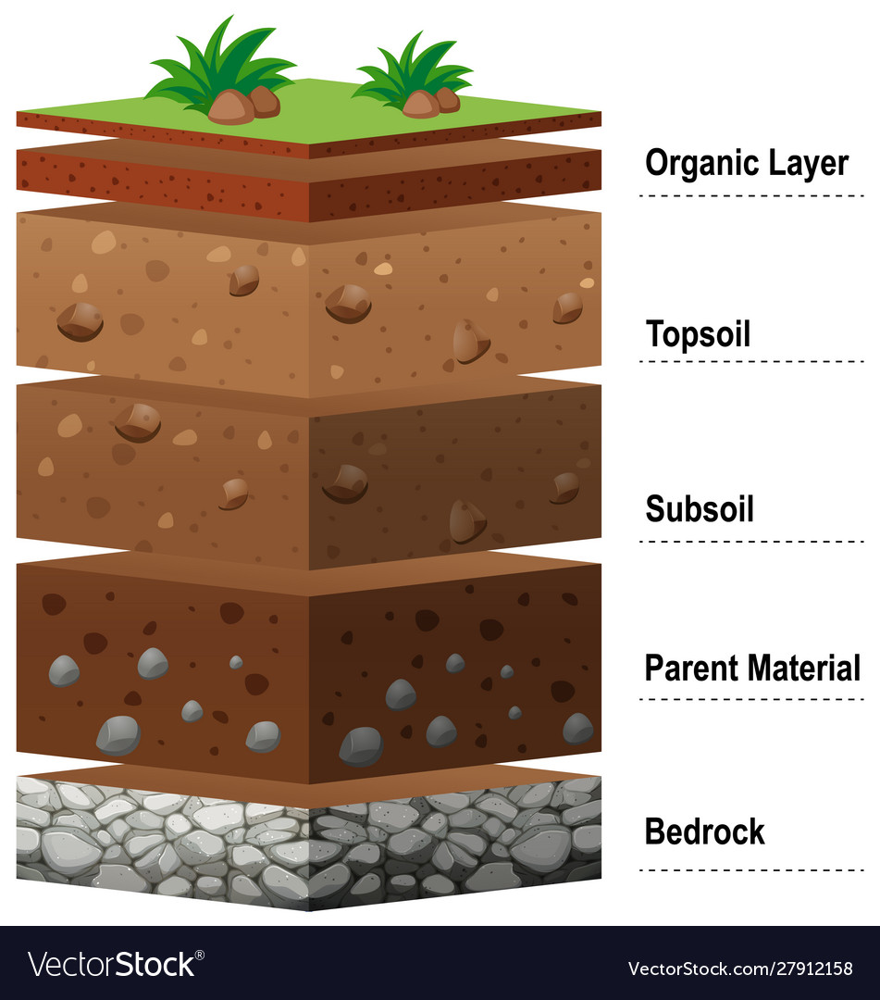 Organic Layer
Topsoil
Subsoil
Parent Material
Bedrock
VectorStock®
VectorStock.com/27912158